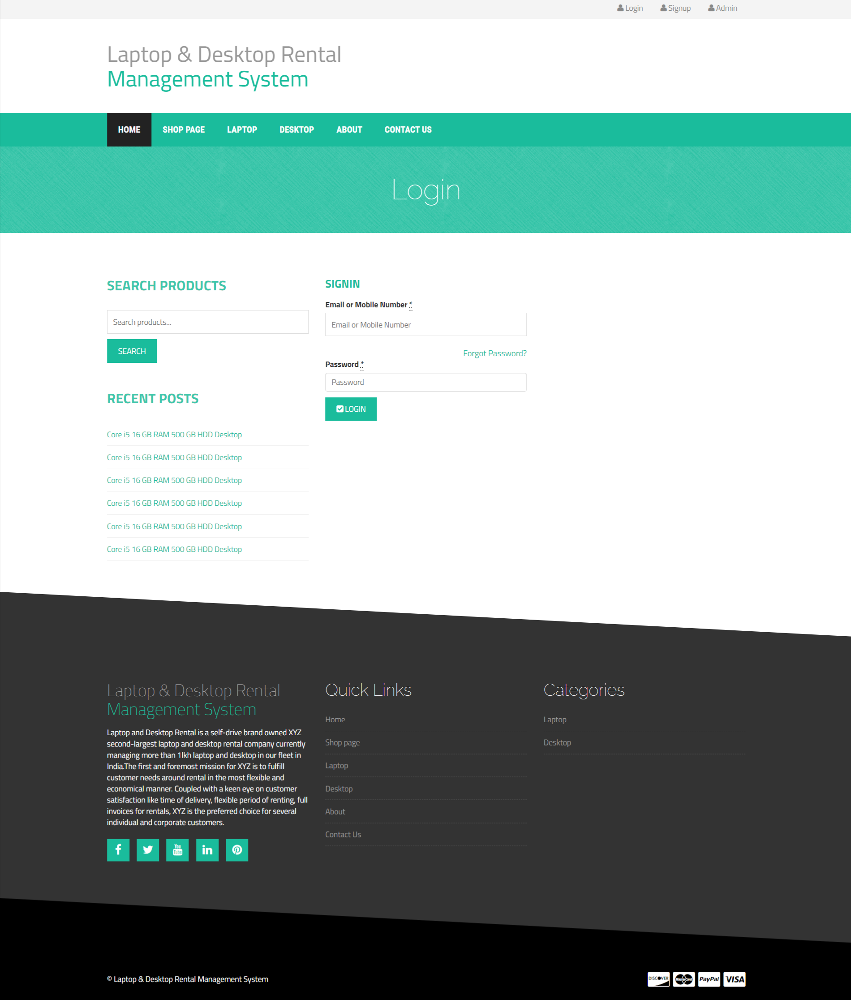 Login Signup Admin
Laptop & Desktop Rental
Management System
HOME SHOP PAGE LAPTOP DESKTOP ABOUT CONTACT US
Login
SEARCH PRODUCTS
Search products...
SEARCH
RECENT POSTS
Core i5 16 GB RAM 500 GB HDD Desktop
Core i5 16 GB RAM 500 GB HDD Desktop
Core i5 16 GB RAM 500 GB HDD Desktop
Core i5 16 GB RAM 500 GB HDD Desktop
Core i5 16 GB RAM 500 GB HDD Desktop
Core i5 16 GB RAM 500 GB HDD Desktop
SIGNIN
Email or Mobile Number *
Email or Mobile Number
Forgot Password?
Password *
Password
LOGIN
Laptop & Desktop Rental
Management System
Laptop and Desktop Rental is a self-drive brand owned XYZ
second-largest laptop and desktop rental company currently
managing more than 1lkh laptop and desktop in our fleet in
India.The first and foremost mission for XYZ is to fulfill
customer needs around rental in the most flexible and
economical manner. Coupled with a keen eye on customer
satisfaction like time of delivery, flexible period of renting, full
invoices for rentals, XYZ is the preferred choice for several
individual and corporate customers.
You Tube
Quick Links
Home
Shop page
Laptop
Desktop
About
Contact Us
Categories
Laptop
Desktop
© Laptop & Desktop Rental Management System
DISCOVER MasterCard PayPal VISA